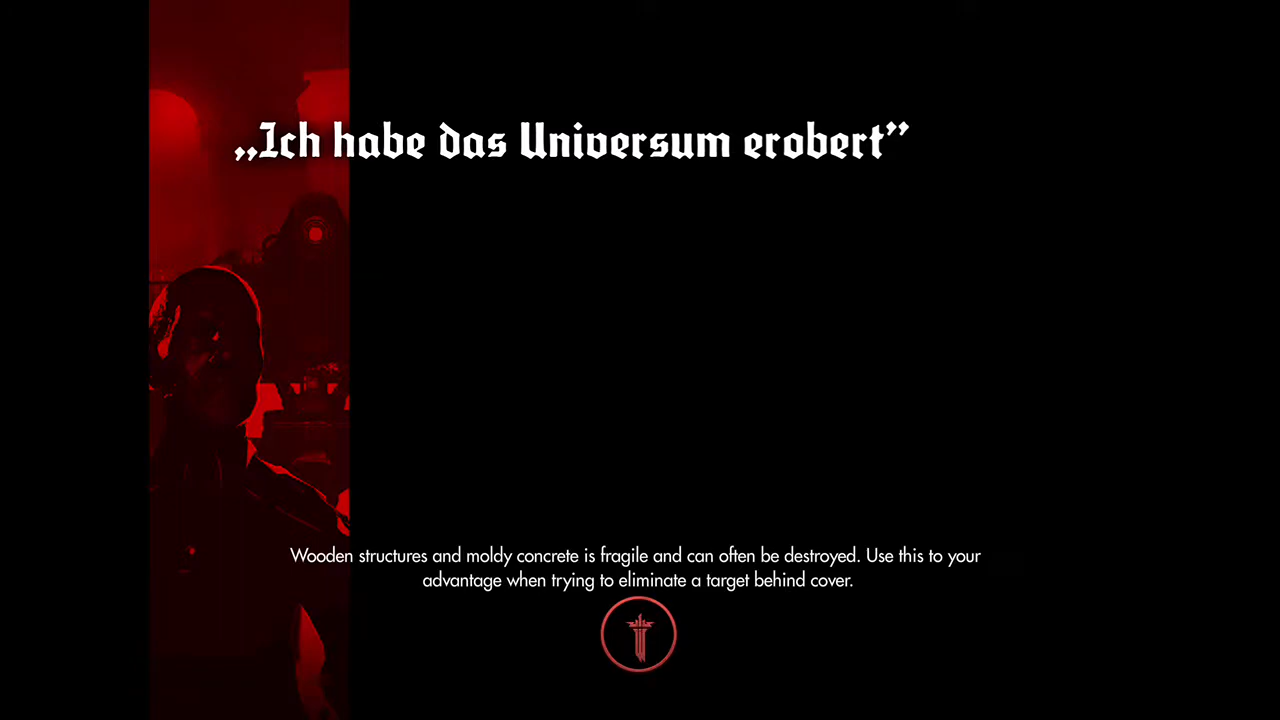 „Ich habe das Universum erobert”
Wooden structures and moldy concrete is fragile and can often be destroyed. Use this to your
advantage when trying to eliminate a target behind cover.